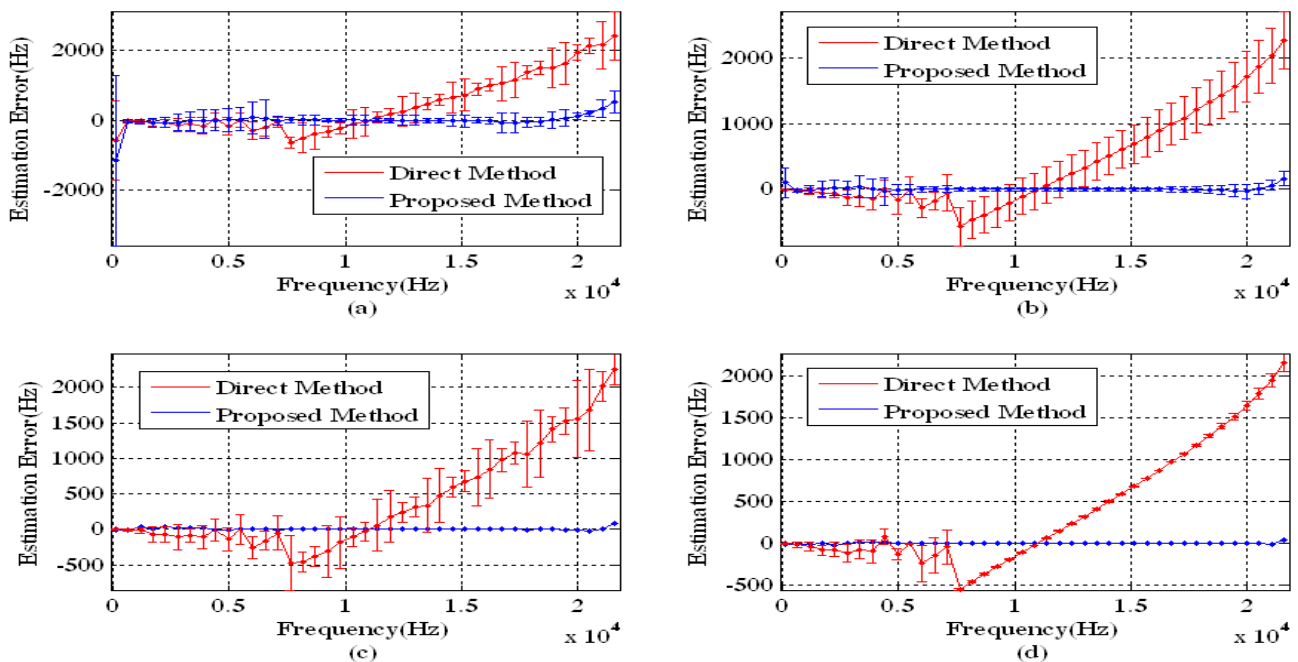 Estimation Error(Hz)
2000
0
-2000
Direct Method
Proposed Method
0
0.5
1
1.5
2
x 10^4
Frequency(Hz)
(a)
Estimation Error(Hz)
2000
1000
0
Direct Method
Proposed Method
0
0.5
1
1.5
2
x 10^4
Frequency(Hz)
(b)
Estimation Error(Hz)
2000
1500
1000
500
0
-500
Direct Method
Proposed Method
0
0.5
1
1.5
2
x 10^4
Frequency(Hz)
(c)
Estimation Error(Hz)
2000
1500
1000
500
0
-500
Direct Method
Proposed Method
0
0.5
1
1.5
2
x 10^4
Frequency(Hz)
(d)